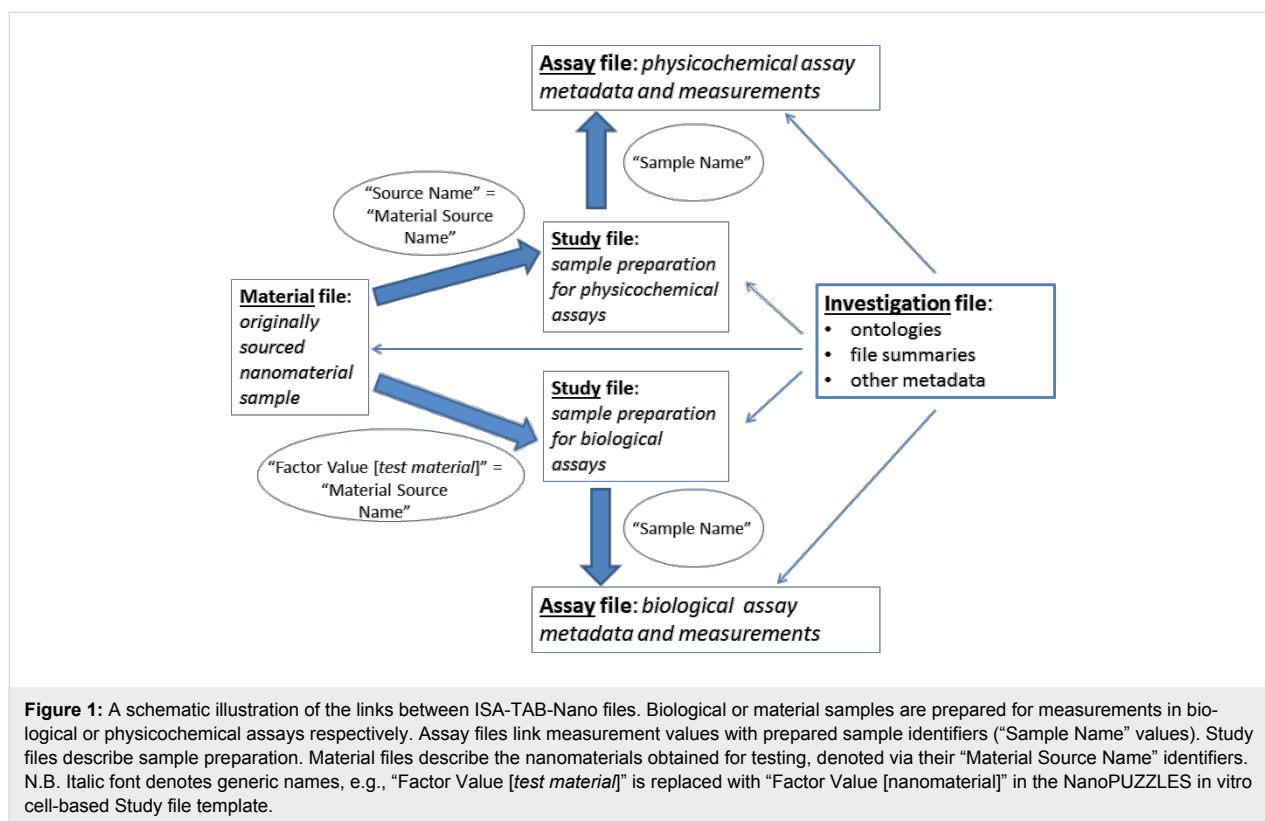 Assay file: physicochemical assay
metadata and measurements
“Sample Name”
“Source Name” =
“Material Source
Name”
Study file:
sample preparation
for physicochemical
assays
Material file:
originally
sourced
nanomaterial
sample
Investigation file:
• ontologies
• file summaries
• other metadata
Study file:
sample preparation
for biological
assays
“Factor Value [test material]” =
“Material Source
Name”
“Sample Name”
Assay file: biological assay
metadata and measurements
Figure 1: A schematic illustration of the links between ISA-TAB-Nano files. Biological or material samples are prepared for measurements in bio-
logical or physicochemical assays respectively. Assay files link measurement values with prepared sample identifiers (“Sample Name” values). Study
files describe sample preparation. Material files describe the nanomaterials obtained for testing, denoted via their “Material Source Name” identifiers.
N.B. Italic font denotes generic names, e.g., “Factor Value [test material]” is replaced with “Factor Value [nanomaterial]” in the NanoPUZZLES in vitro
cell-based Study file template.